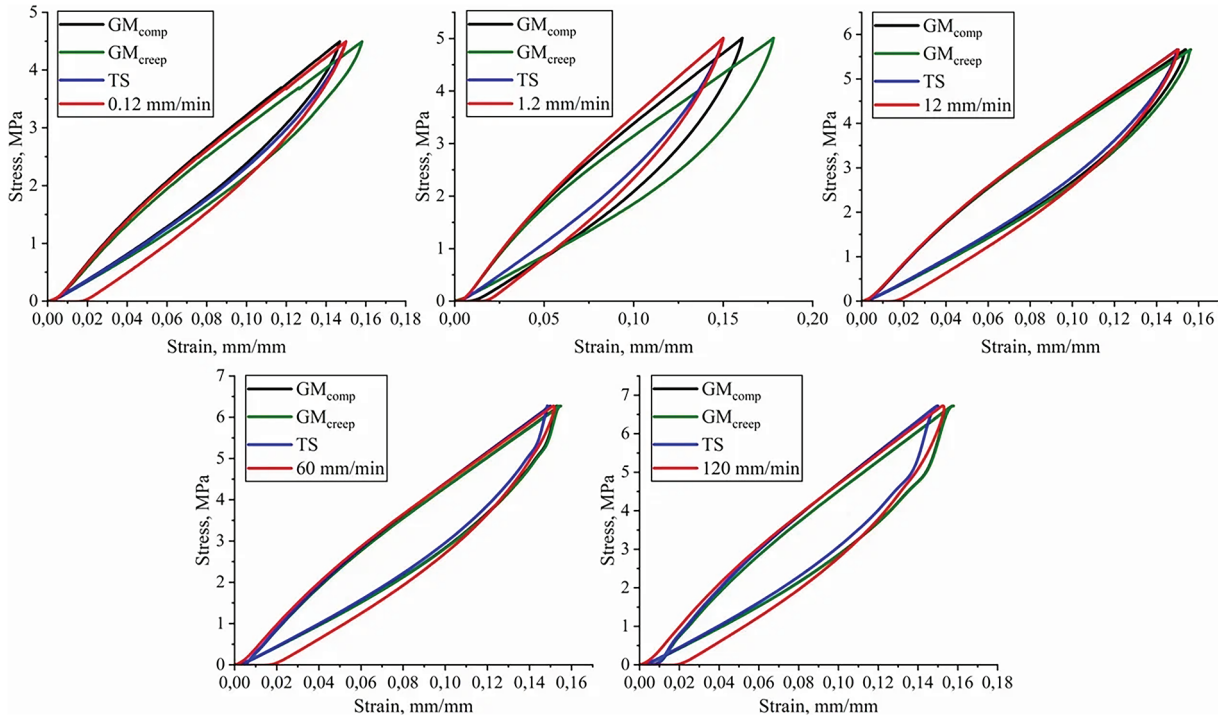 GMcomp
GMcreep
TS
0.12 mm/min
Stress, MPa
5
4
3
2
1
0
0,00 0,02 0,04 0,06 0,08 0,10 0,12 0,14 0,16 0,18
Strain, mm/mm
GMcomp
GMcreep
TS
1.2 mm/min
Stress, MPa
5
4
3
2
1
0
0,00 0,05 0,10 0,15 0,20
Strain, mm/mm
GMcomp
GMcreep
TS
12 mm/min
Stress, MPa
6
5
4
3
2
1
0
0,00 0,02 0,04 0,06 0,08 0,10 0,12 0,14 0,16
Strain, mm/mm
GMcomp
GMcreep
TS
60 mm/min
Stress, MPa
7
6
5
4
3
2
1
0
0,00 0,02 0,04 0,06 0,08 0,10 0,12 0,14 0,16
Strain, mm/mm
GMcomp
GMcreep
TS
120 mm/min
Stress, MPa
7
6
5
4
3
2
1
0
0,00 0,02 0,04 0,06 0,08 0,10 0,12 0,14 0,16 0,18
Strain, mm/mm